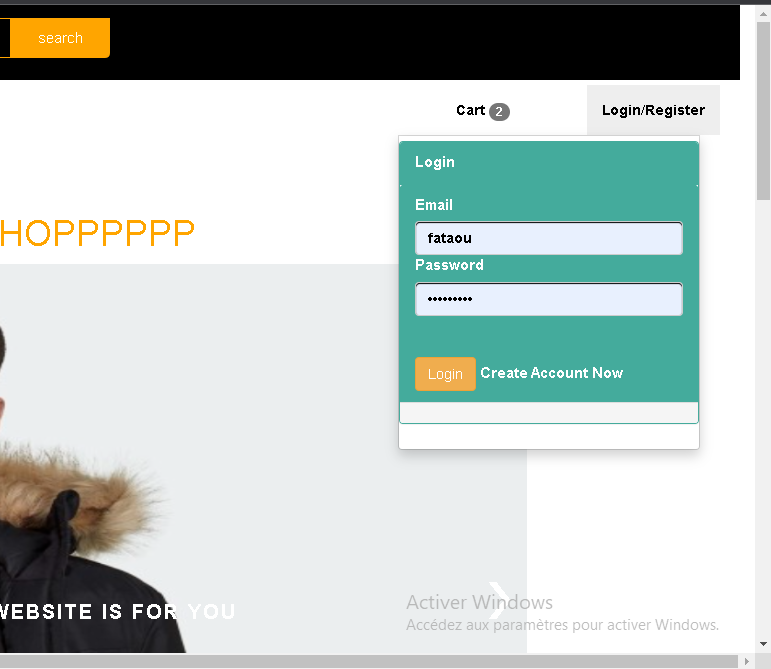 search
Cart 2
Login/Register
Login
Email
fataou
Password
•••••••••
Login Create Account Now
HOPPPPPP
WEBSITE IS FOR YOU
Activer Windows
Accédez aux paramètres pour activer Windows.